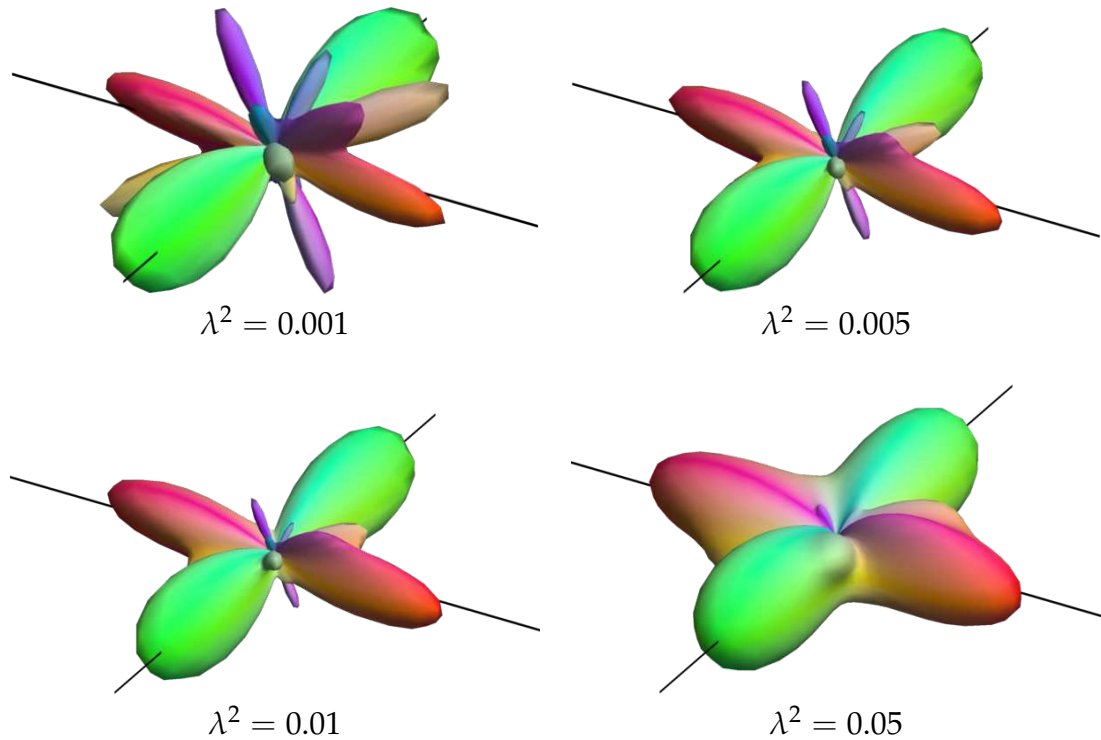 λ² = 0.001
λ² = 0.005
λ² = 0.01
λ² = 0.05